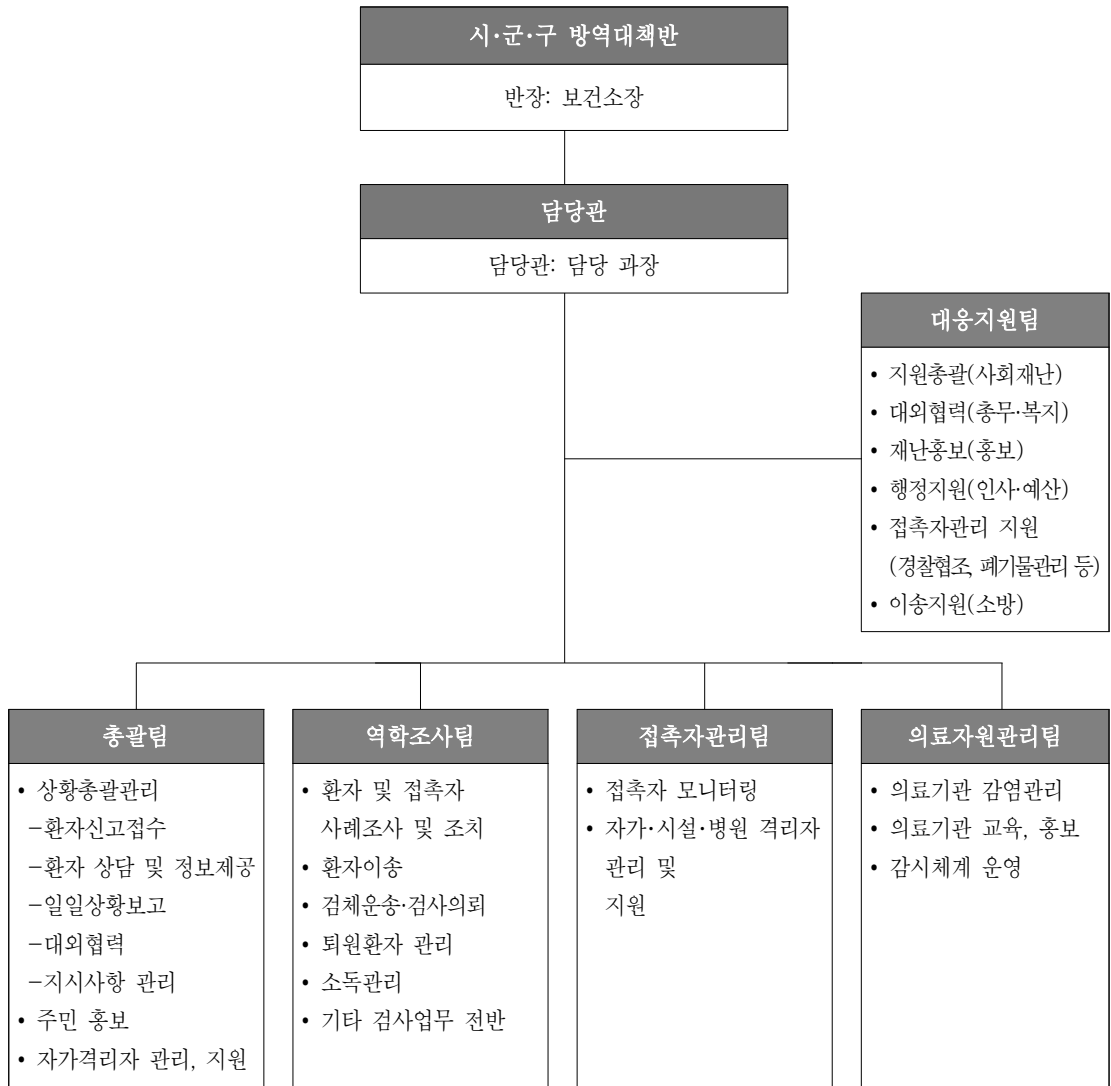 시·군·구 방역대책반
반장: 보건소장
담당관
담당관: 담당 과장
대응지원팀
• 지원총괄(사회재난)
• 대외협력(총무·복지)
• 재난홍보(홍보)
• 행정지원(인사·예산)
• 접촉자관리 지원
(경찰협조, 폐기물관리 등)
• 이송지원(소방)
총괄팀
• 상황총괄관리
-환자신고접수
-환자 상담 및 정보제공
-일일상황보고
-대외협력
-지시사항 관리
• 주민 홍보
• 자가격리자 관리, 지원
역학조사팀
• 환자 및 접촉자
사례조사 및 조치
• 환자이송
• 검체운송·검사의뢰
• 퇴원환자 관리
• 소독관리
• 기타 검사업무 전반
접촉자관리팀
• 접촉자 모니터링
• 자가·시설·병원 격리자
관리 및
지원
의료자원관리팀
• 의료기관 감염관리
• 의료기관 교육, 홍보
• 감시체계 운영